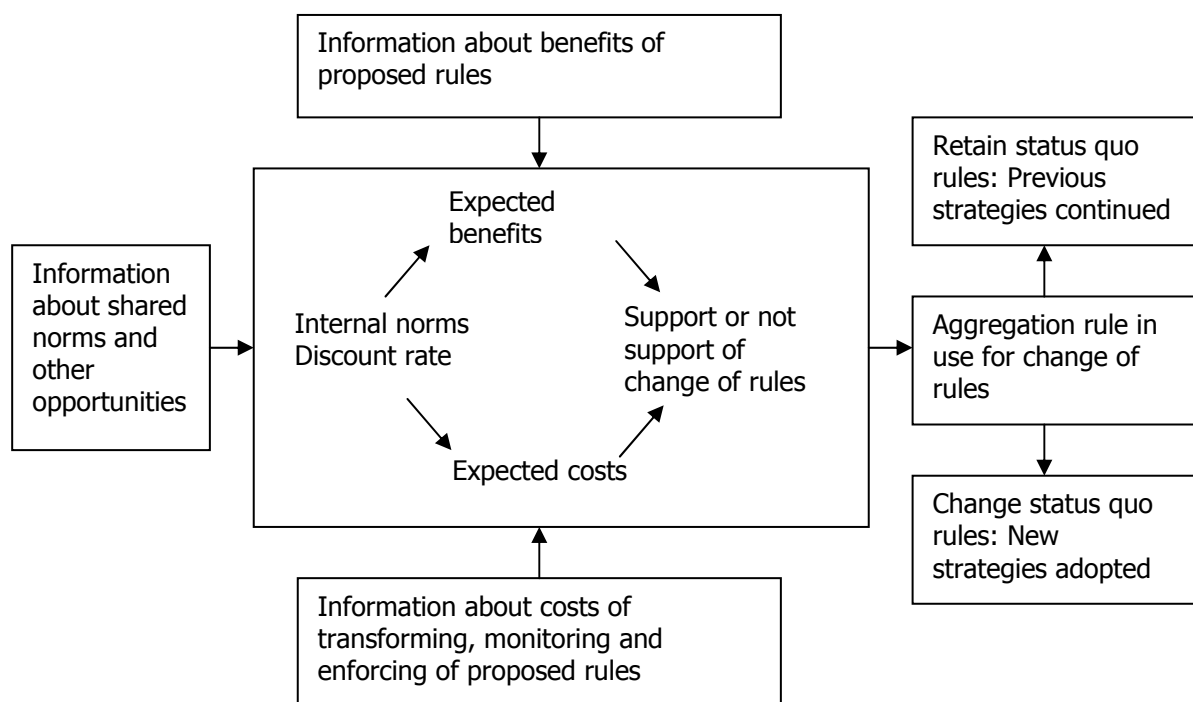 Information about benefits of
proposed rules
Retain status quo
rules: Previous
strategies continued
Expected
benefits
Information
about shared
norms and
other
opportunities
Internal norms
Discount rate
Support or not
support of
change of rules
Aggregation rule in
use for change of
rules
Expected costs
Change status quo
rules: New
strategies adopted
Information about costs of
transforming, monitoring and
enforcing of proposed rules